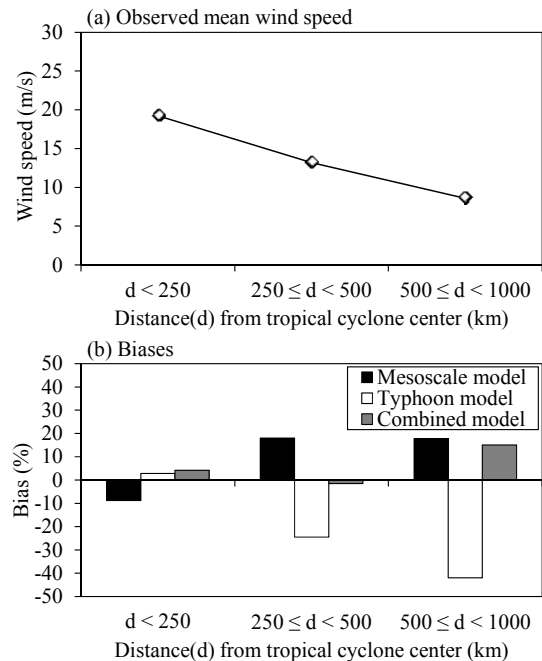 (a) Observed mean wind speed
30
25
20
15
10
5
0
Wind speed (m/s)
d < 250
250 ≤ d < 500
500 ≤ d < 1000
Distance(d) from tropical cyclone center (km)
(b) Biases
50
40
30
20
10
0
-10
-20
-30
-40
-50
Bias (%)
Mesoscale model
Typhoon model
Combined model
d < 250
250 ≤ d < 500
500 ≤ d < 1000
Distance(d) from tropical cyclone center (km)